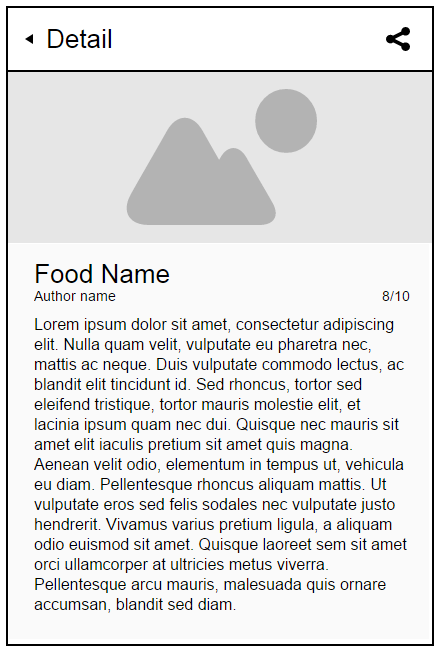 Detail
Food Name
Author name 8/10
Lorem ipsum dolor sit amet, consectetur adipiscing
elit. Nulla quam velit, vulputate eu pharetra nec,
mattis ac neque. Duis vulputate commodo lectus, ac
blandit elit tincidunt id. Sed rhoncus, tortor sed
eleifend tristique, tortor mauris molestie elit, et
lacinia ipsum quam nec dui. Quisque nec mauris sit
amet elit iaculis pretium sit amet quis magna.
Aenean velit odio, elementum in tempus ut, vehicula
eu diam. Pellentesque rhoncus aliquam mattis. Ut
vulputate eros sed felis sodales nec vulputate justo
hendrerit. Vivamus varius pretium ligula, a aliquam
odio euismod sit amet. Quisque laoreet sem sit amet
orci ullamcorper at ultricies metus viverra.
Pellentesque arcu mauris, malesuada quis ornare
accumsan, blandit sed diam.